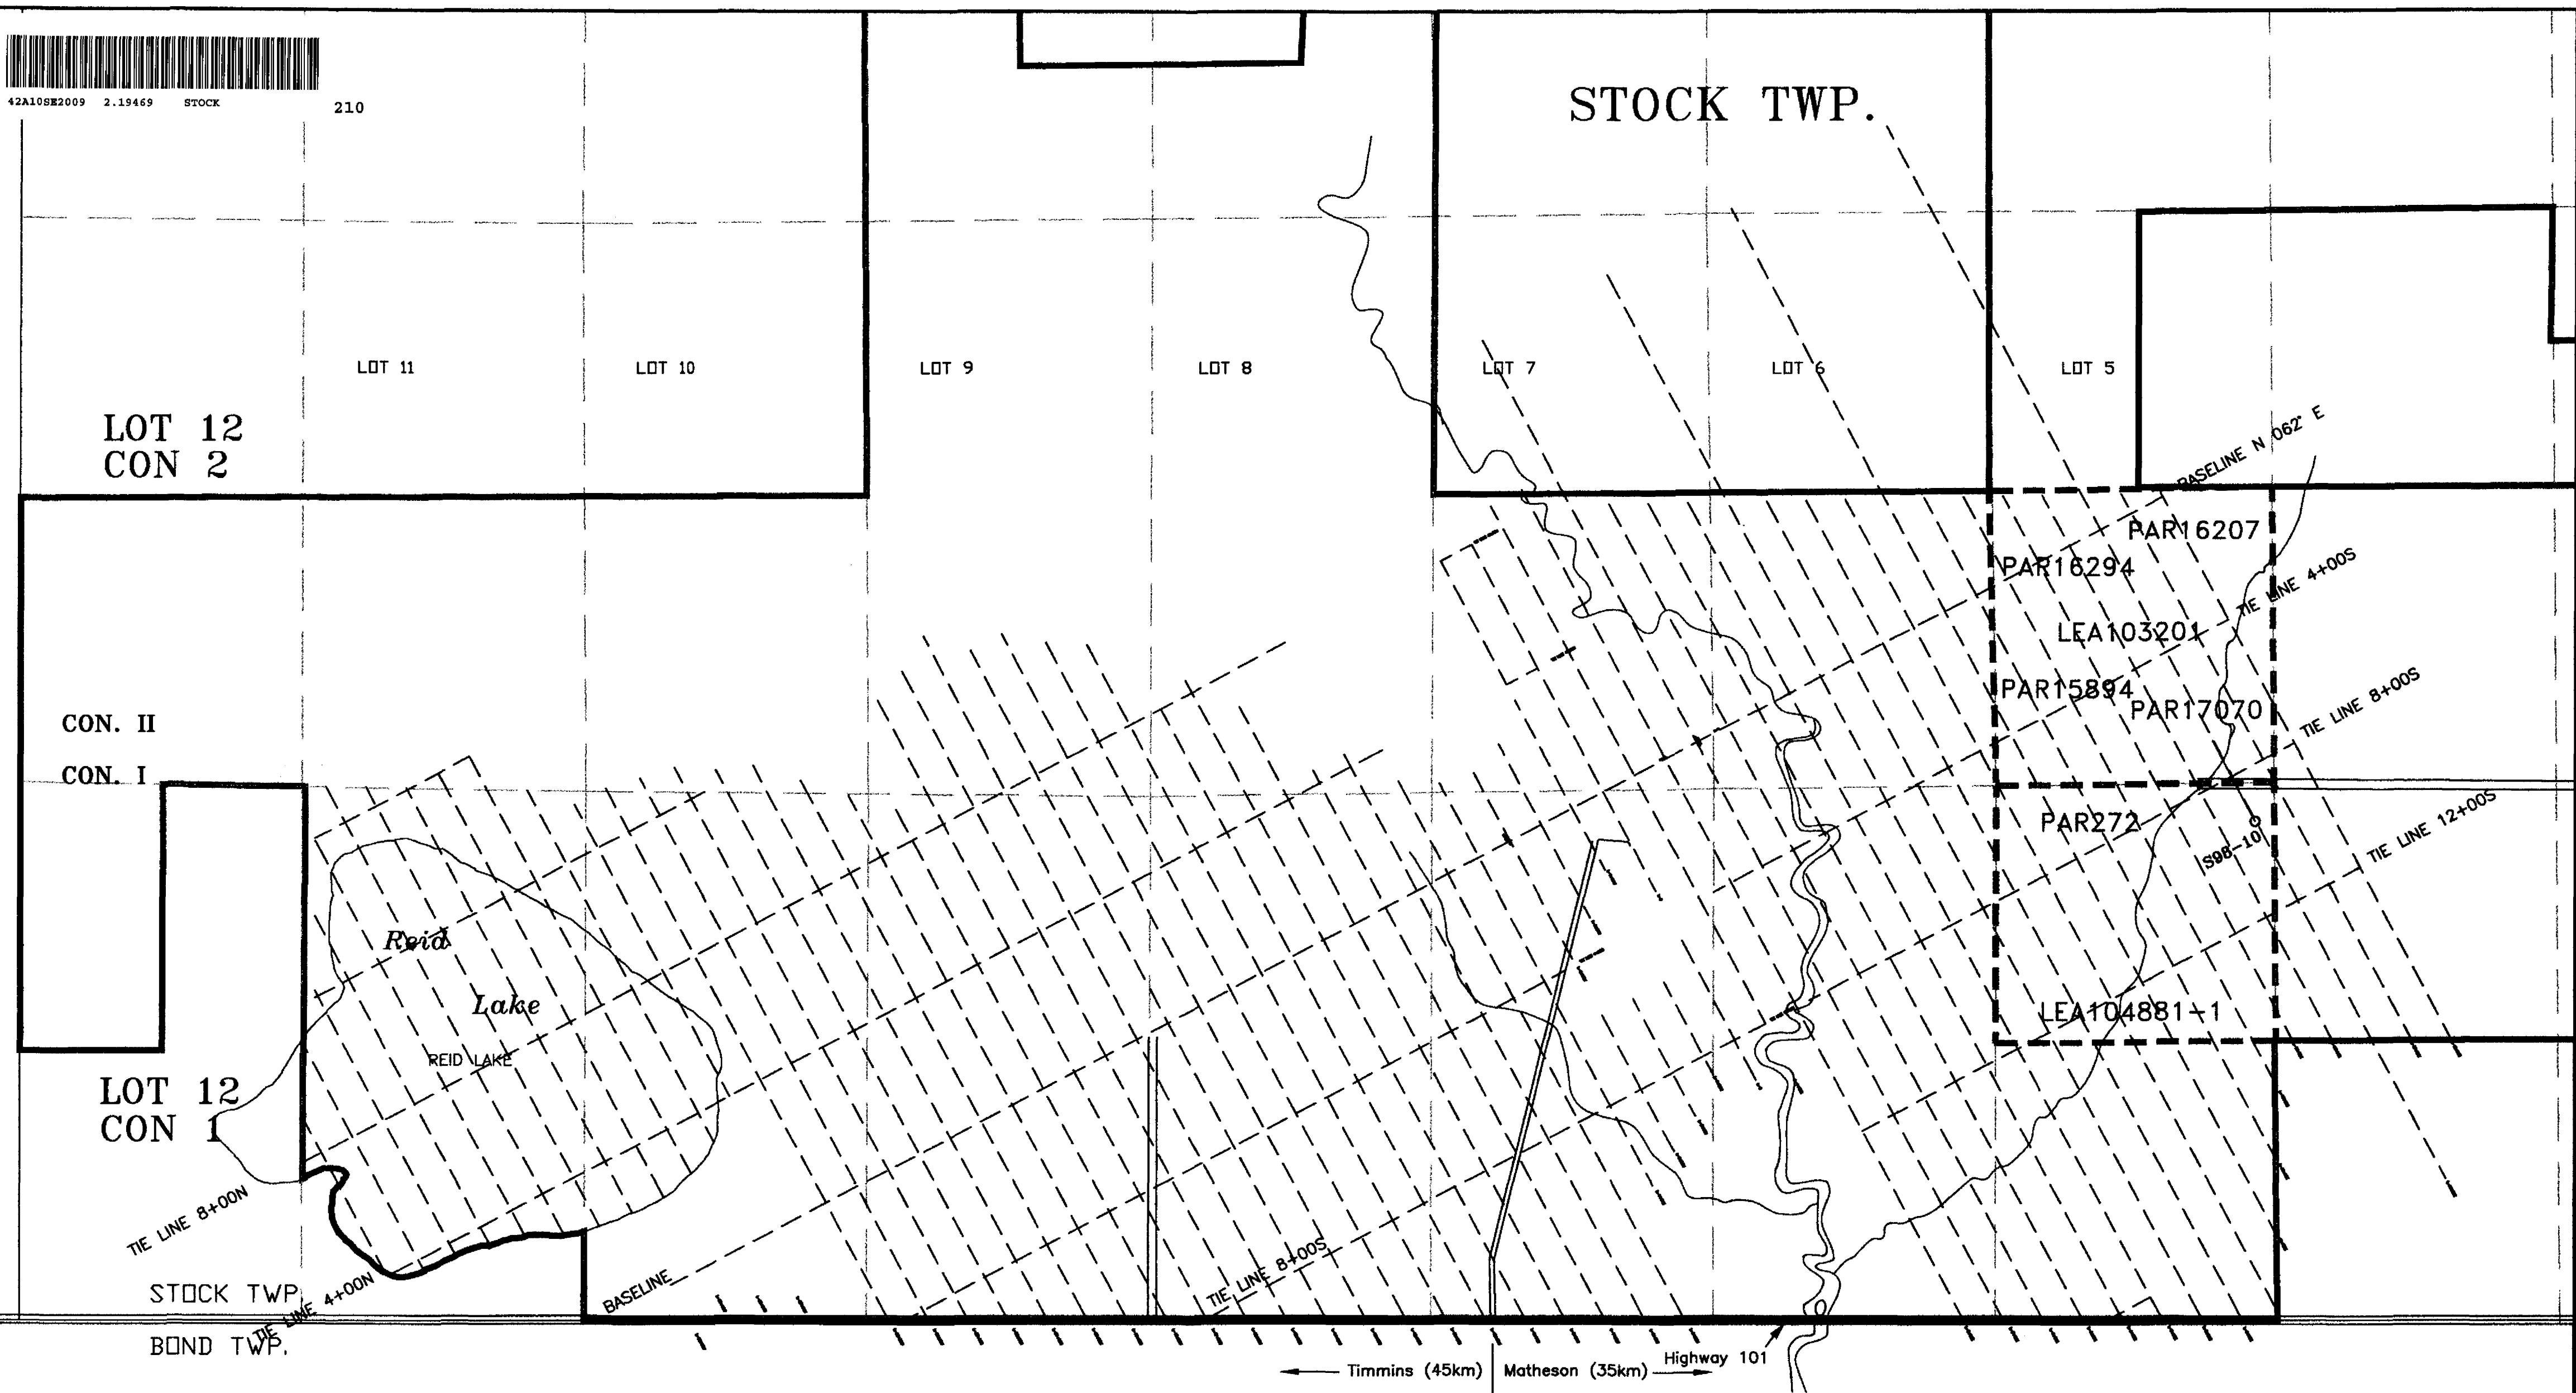 42A10SE2009 2.19469 STOCK 210
STOCK TWP.
LOT 11
LOT 10
LOT 9
LOT 8
LOT 7
LOT 6
LOT 5
LOT 12
CON 2
BASELINE N 062° E
PAR16207
PAR16294
TIE LINE 4+00S
LEA103201
PAR15894
PAR17070
TIE LINE 8+00S
CON. II
CON. I
PAR272
S98-10
TIE LINE 12+00S
Reid
Lake
REID LAKE
LEA104881-1
LOT 12
CON 1
TIE LINE 8+00N
TIE LINE 4+00N
BASELINE
TIE LINE 8+00S
STOCK TWP.
BOND TWP.
Timmins (45km)
Matheson (35km)
Highway 101